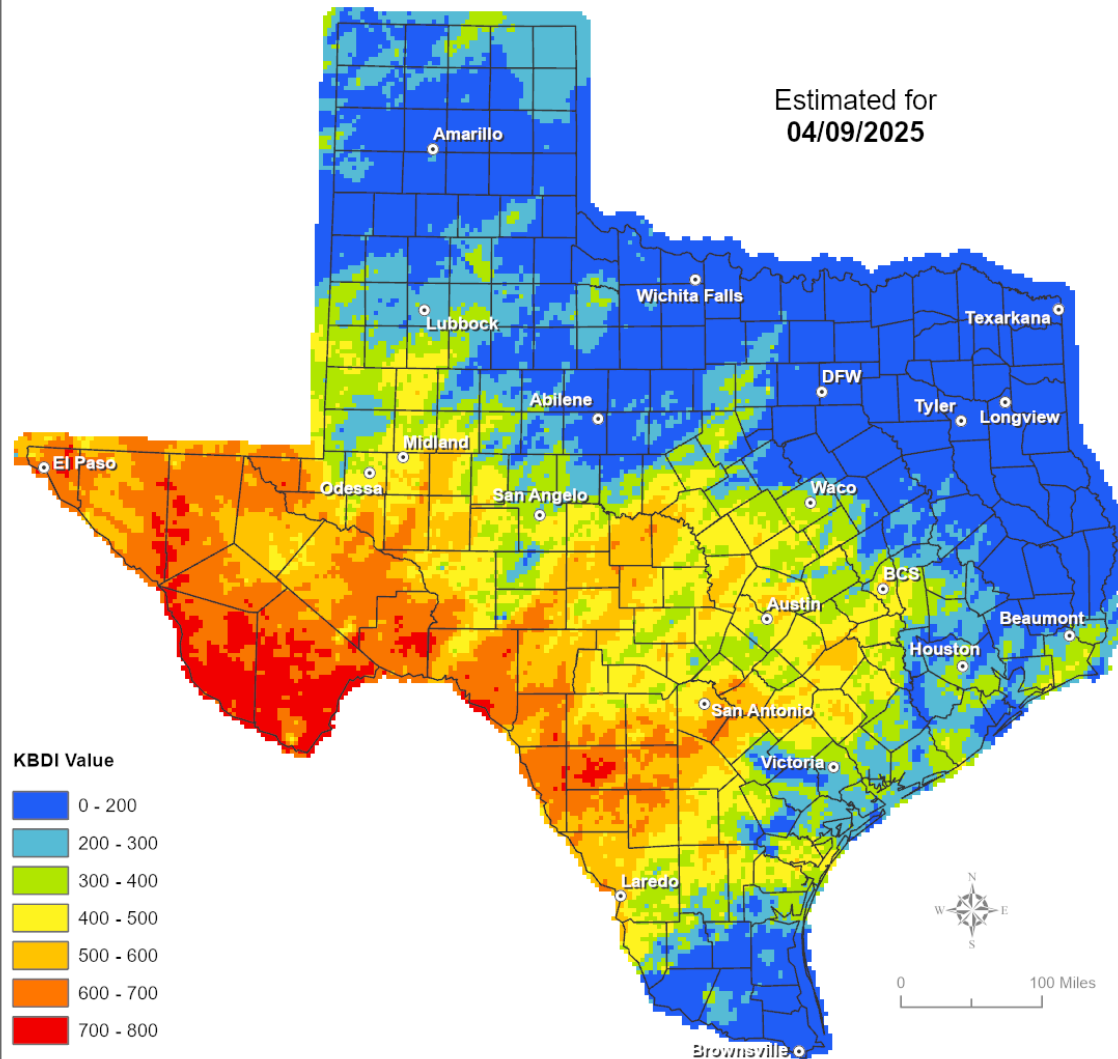 Estimated for
04/09/2025
Amarillo
Wichita Falls
Lubbock
Texarkana
DFW
Abilene
Tyler
Longview
Midland
El Paso
Odessa
San Angelo
Waco
BCS
Austin
Beaumont
Houston
San Antonio
Victoria
Laredo
Brownsville
KBDI Value
0 - 200
200 - 300
300 - 400
400 - 500
500 - 600
600 - 700
700 - 800
N
W E
S
0 100 Miles